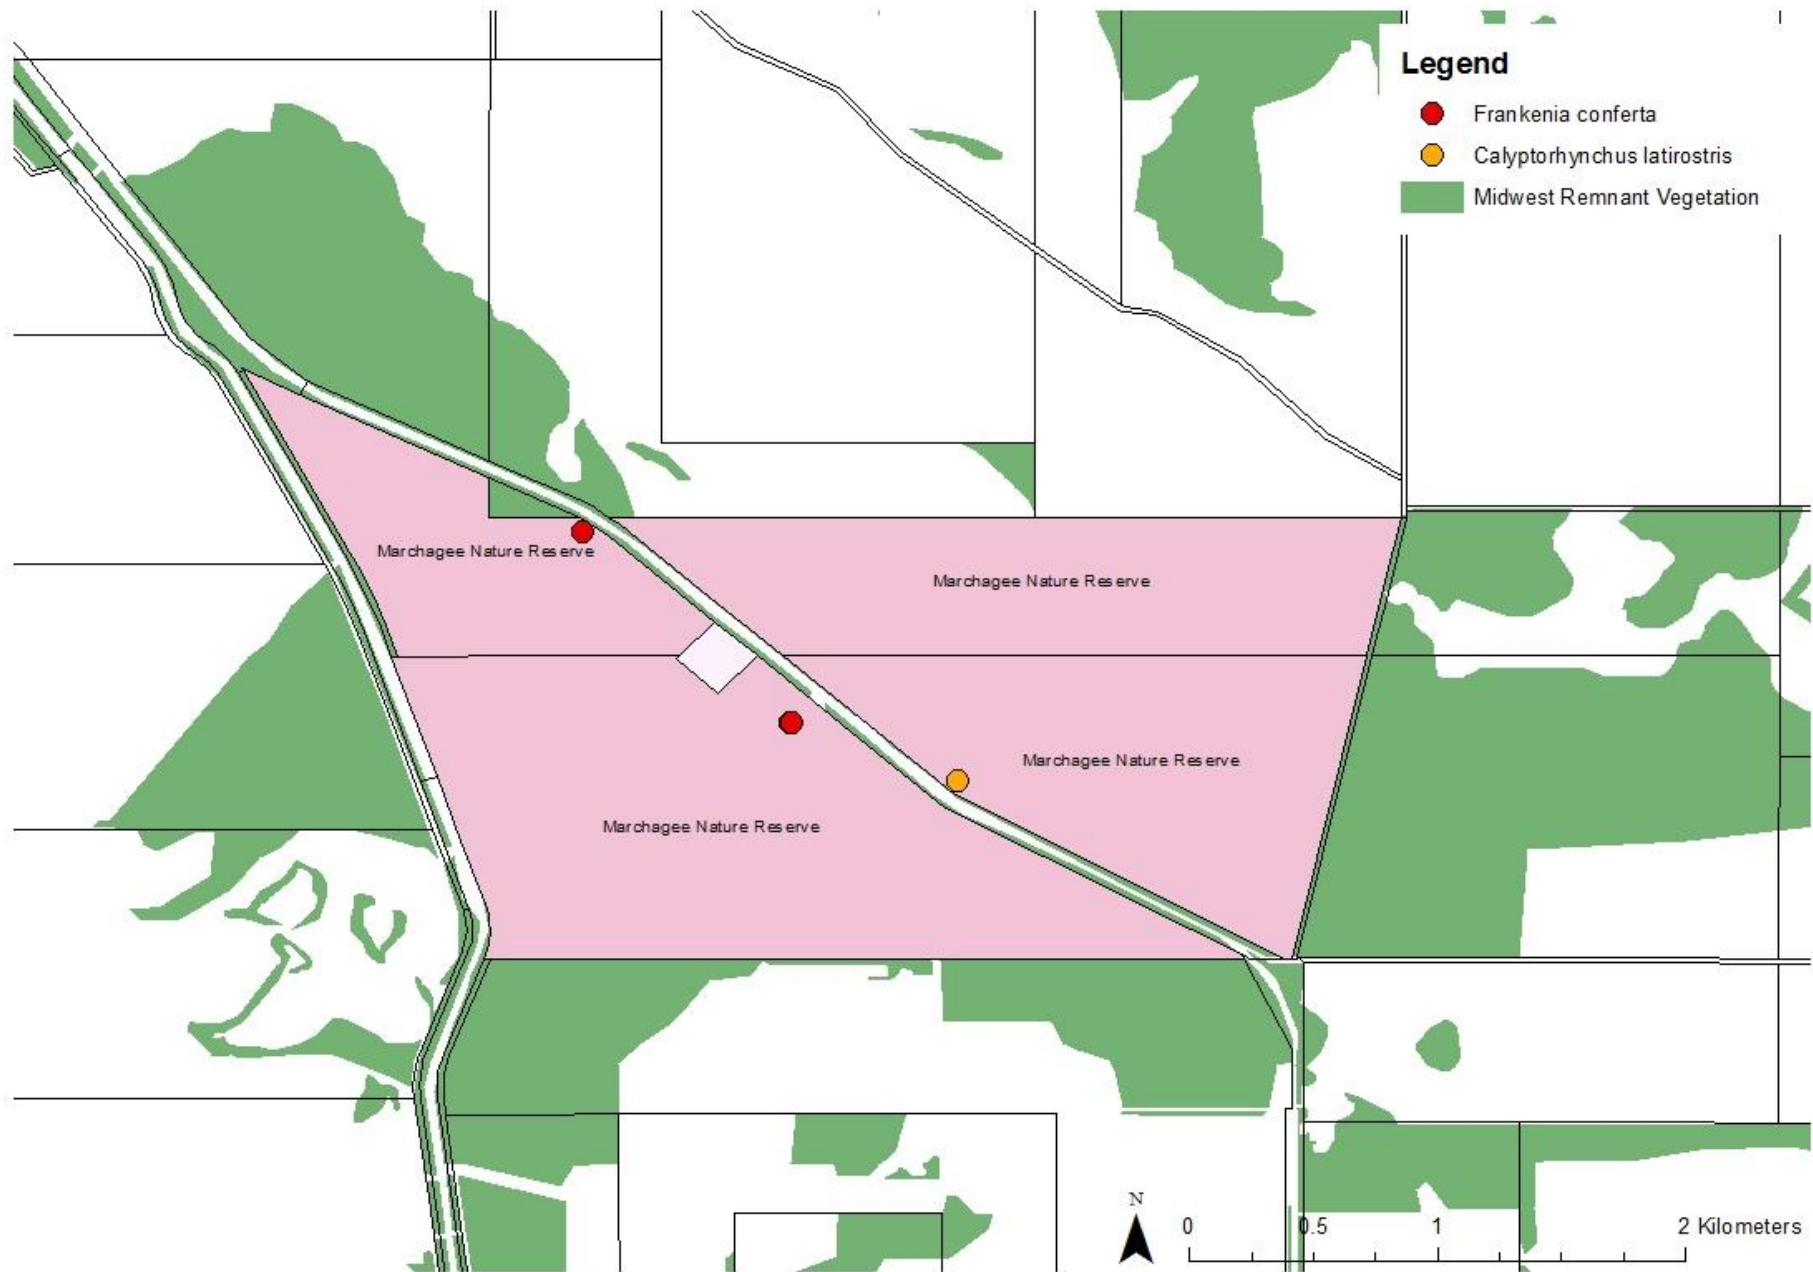 Legend
Frankenia conferta
Calyptorhynchus latirostris
Midwest Remnant Vegetation
Marchagee Nature Reserve
Marchagee Nature Reserve
Marchagee Nature Reserve
Marchagee Nature Reserve
N
0 0.5 1 2 Kilometers